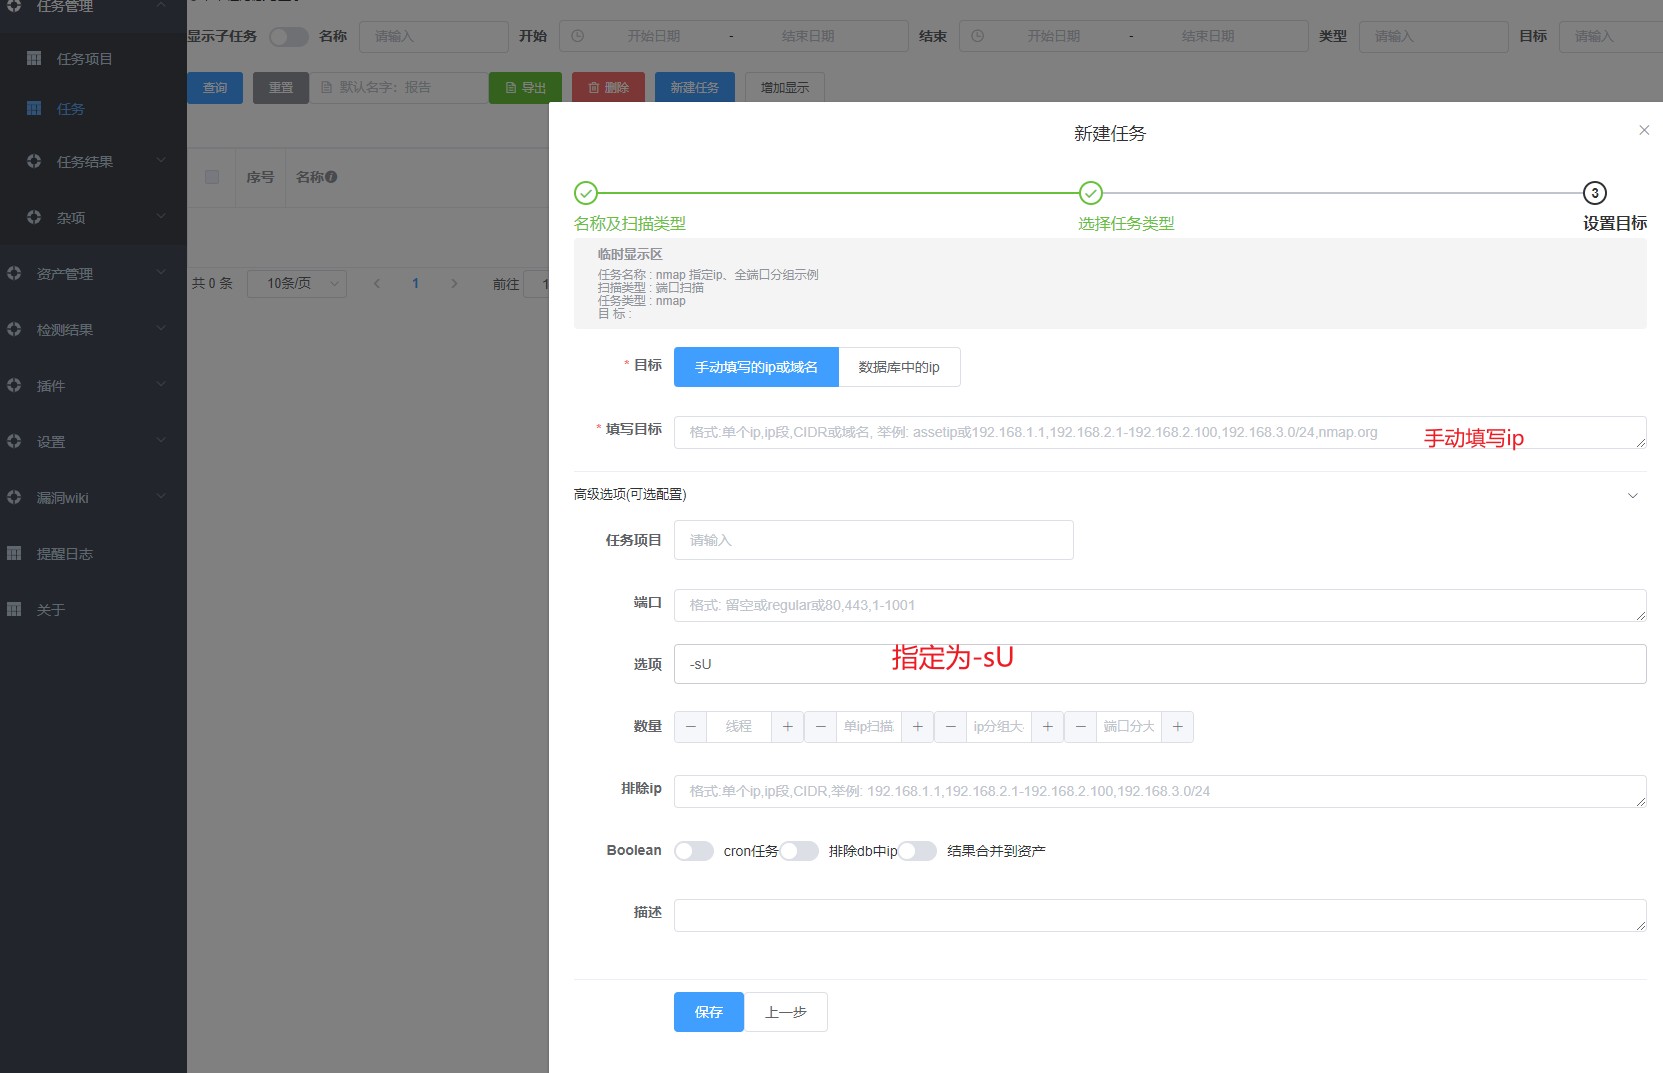 任务管理
任务项目
任务
任务结果
杂项
资产管理
检测结果
插件
设置
漏洞wiki
提醒日志
关于
显示子任务 名称 请输入 开始 开始日期 - 结束日期 结束 开始日期 - 结束日期 类型 请输入 目标 请输入
查询 重置 默认名字：报告 导出 删除 新建任务 增加显示
序号 名称
共 0 条 10条/页 1 前往 1
新建任务
3
名称及扫描类型 选择任务类型 设置目标
临时显示区
任务名称 : nmap 指定ip、全端口分组示例
扫描类型 : 端口扫描
任务类型 : nmap
目 标 :
* 目标 手动填写的ip或域名 数据库中的ip
* 填写目标 格式:单个ip,ip段,CIDR或域名, 举例: assetip或192.168.1.1,192.168.2.1-192.168.2.100,192.168.3.0/24,nmap.org 手动填写ip
高级选项(可选配置)
任务项目 请输入
端口 格式: 留空或regular或80,443,1-1001
选项 -sU 指定为-sU
数量 − 线程 + − 单ip扫描 + − ip分组大 + − 端口分大 +
排除ip 格式:单个ip,ip段,CIDR,举例: 192.168.1.1,192.168.2.1-192.168.2.100,192.168.3.0/24
Boolean cron任务 排除db中ip 结果合并到资产
描述
保存 上一步